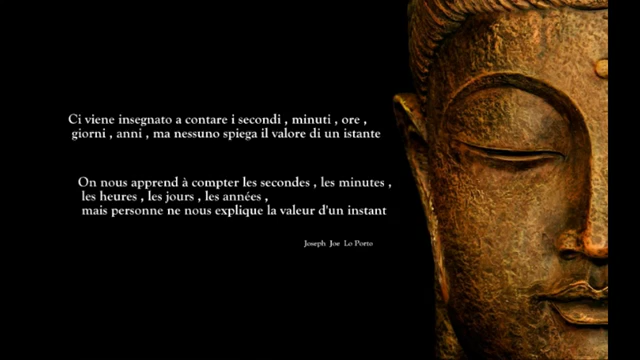 Ci viene insegnato a contare i secondi , minuti , ore ,
giorni , anni , ma nessuno spiega il valore di un istante
On nous apprend à compter les secondes , les minutes ,
les heures , les jours , les années ,
mais personne ne nous explique la valeur d'un instant
Joseph Joe Lo Porto